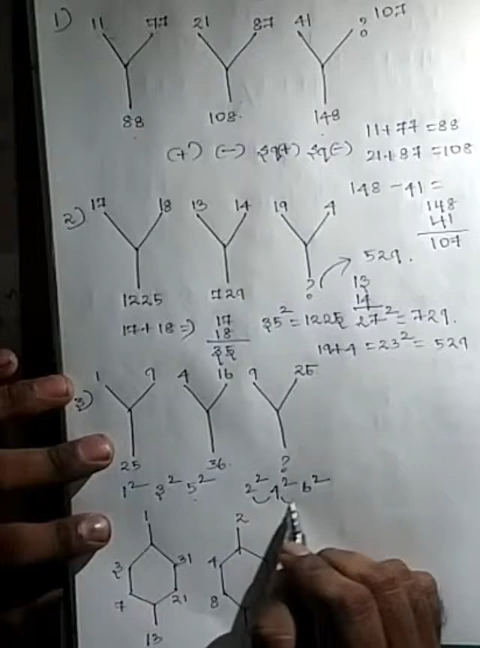 1) 11 77 21 87 41 ? 107
88 108 148
11+77=88
(+) (-) sq(+) sq(-) 21+87=108
148-41=
148
41
107
2) 17 18 13 14 19 4
1225 729 ? 529.
17+18=) 17 18 35 35²=1225 13 14 27²=729.
19+4=23²=529
3) 1 9 4 16 9 25
25 36 ?
1² 3² 5² 2² 4² 6²
1 2
3 31 4
7 21 8
13